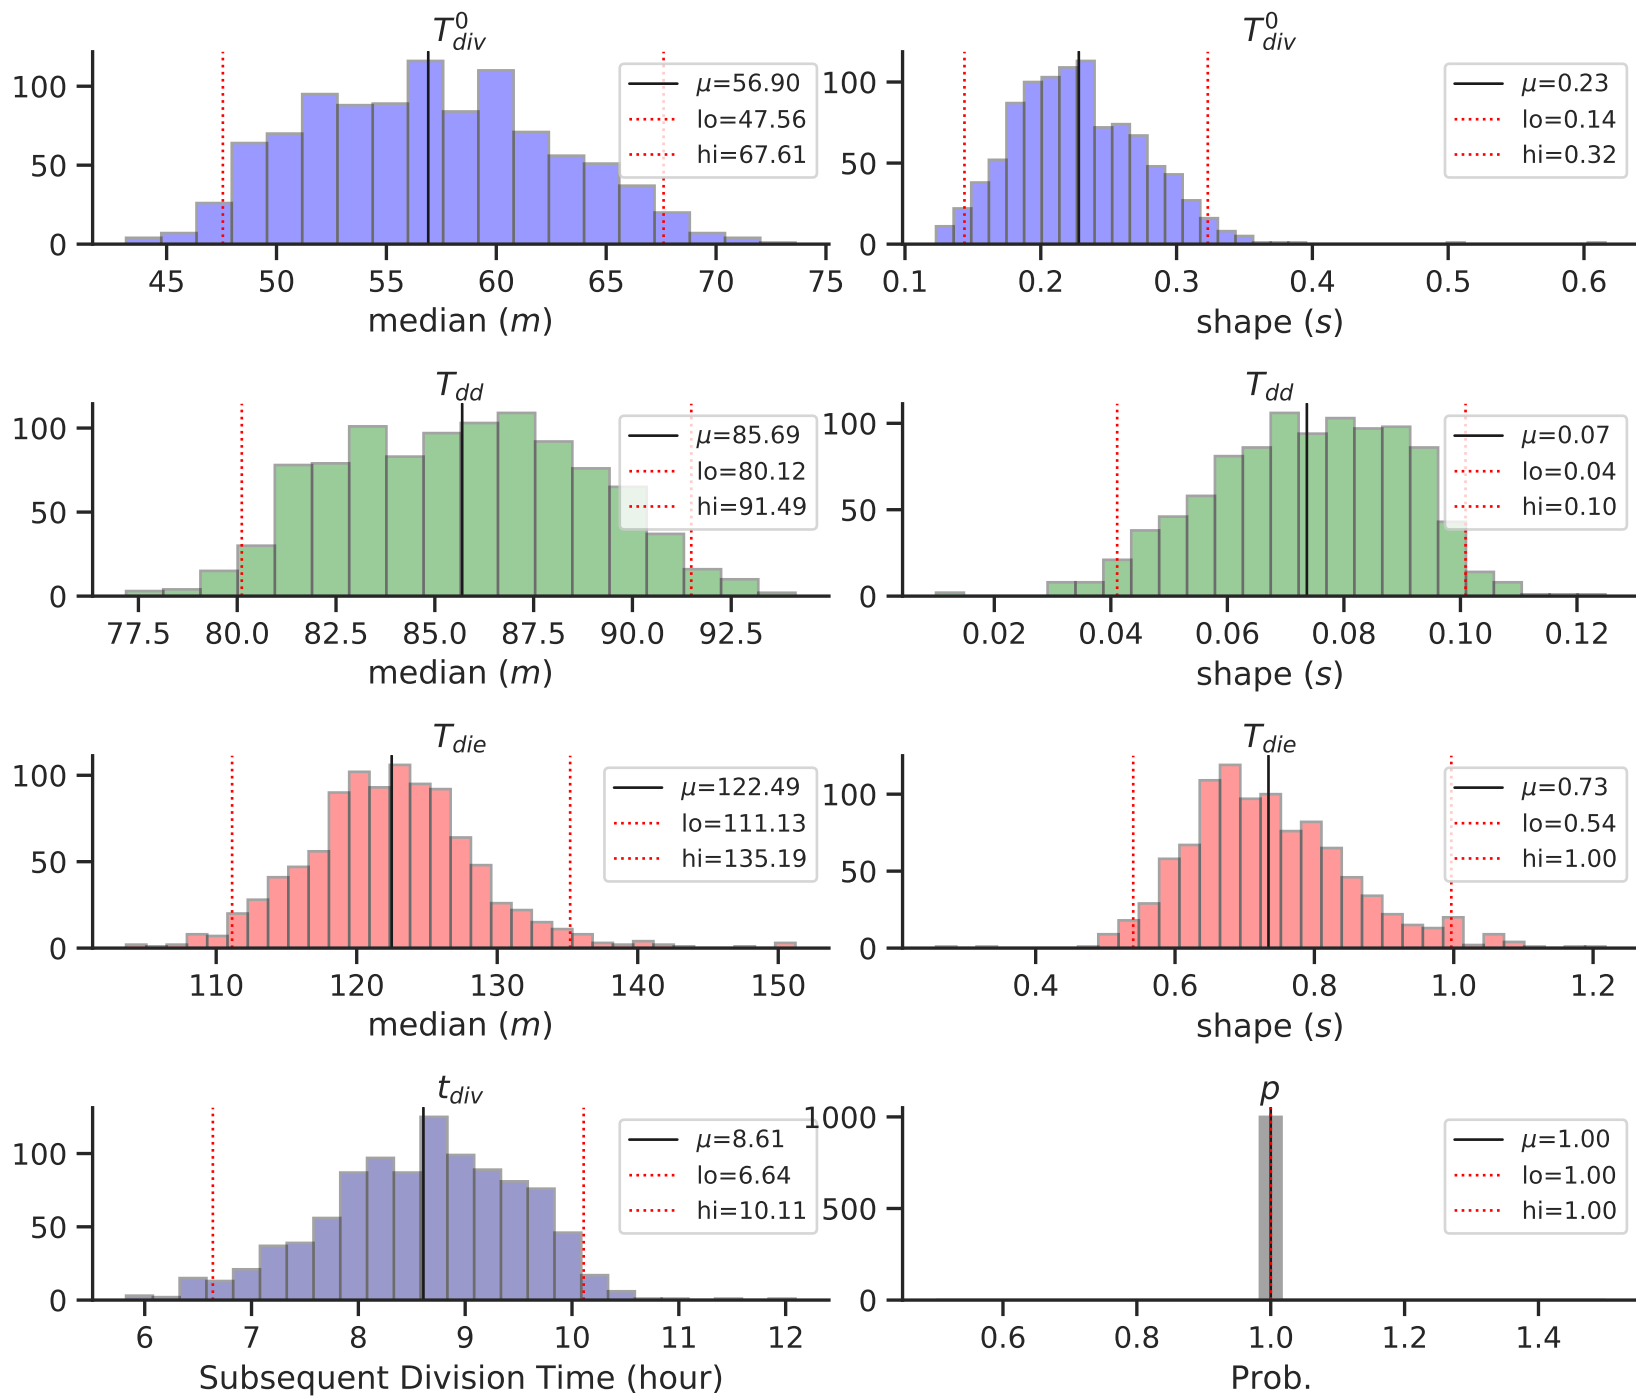 T⁰div
100
50
0
μ=56.90
lo=47.56
hi=67.61
45 50 55 60 65 70 75
median (m)
T⁰div
100
50
0
μ=0.23
lo=0.14
hi=0.32
0.1 0.2 0.3 0.4 0.5 0.6
shape (s)
Tdd
100
50
0
μ=85.69
lo=80.12
hi=91.49
77.5 80.0 82.5 85.0 87.5 90.0 92.5
median (m)
Tdd
100
50
0
μ=0.07
lo=0.04
hi=0.10
0.02 0.04 0.06 0.08 0.10 0.12
shape (s)
Tdie
100
50
0
μ=122.49
lo=111.13
hi=135.19
110 120 130 140 150
median (m)
Tdie
100
50
0
μ=0.73
lo=0.54
hi=1.00
0.4 0.6 0.8 1.0 1.2
shape (s)
tdiv
100
50
0
μ=8.61
lo=6.64
hi=10.11
6 7 8 9 10 11 12
Subsequent Division Time (hour)
p
1000
500
0
μ=1.00
lo=1.00
hi=1.00
0.6 0.8 1.0 1.2 1.4
Prob.